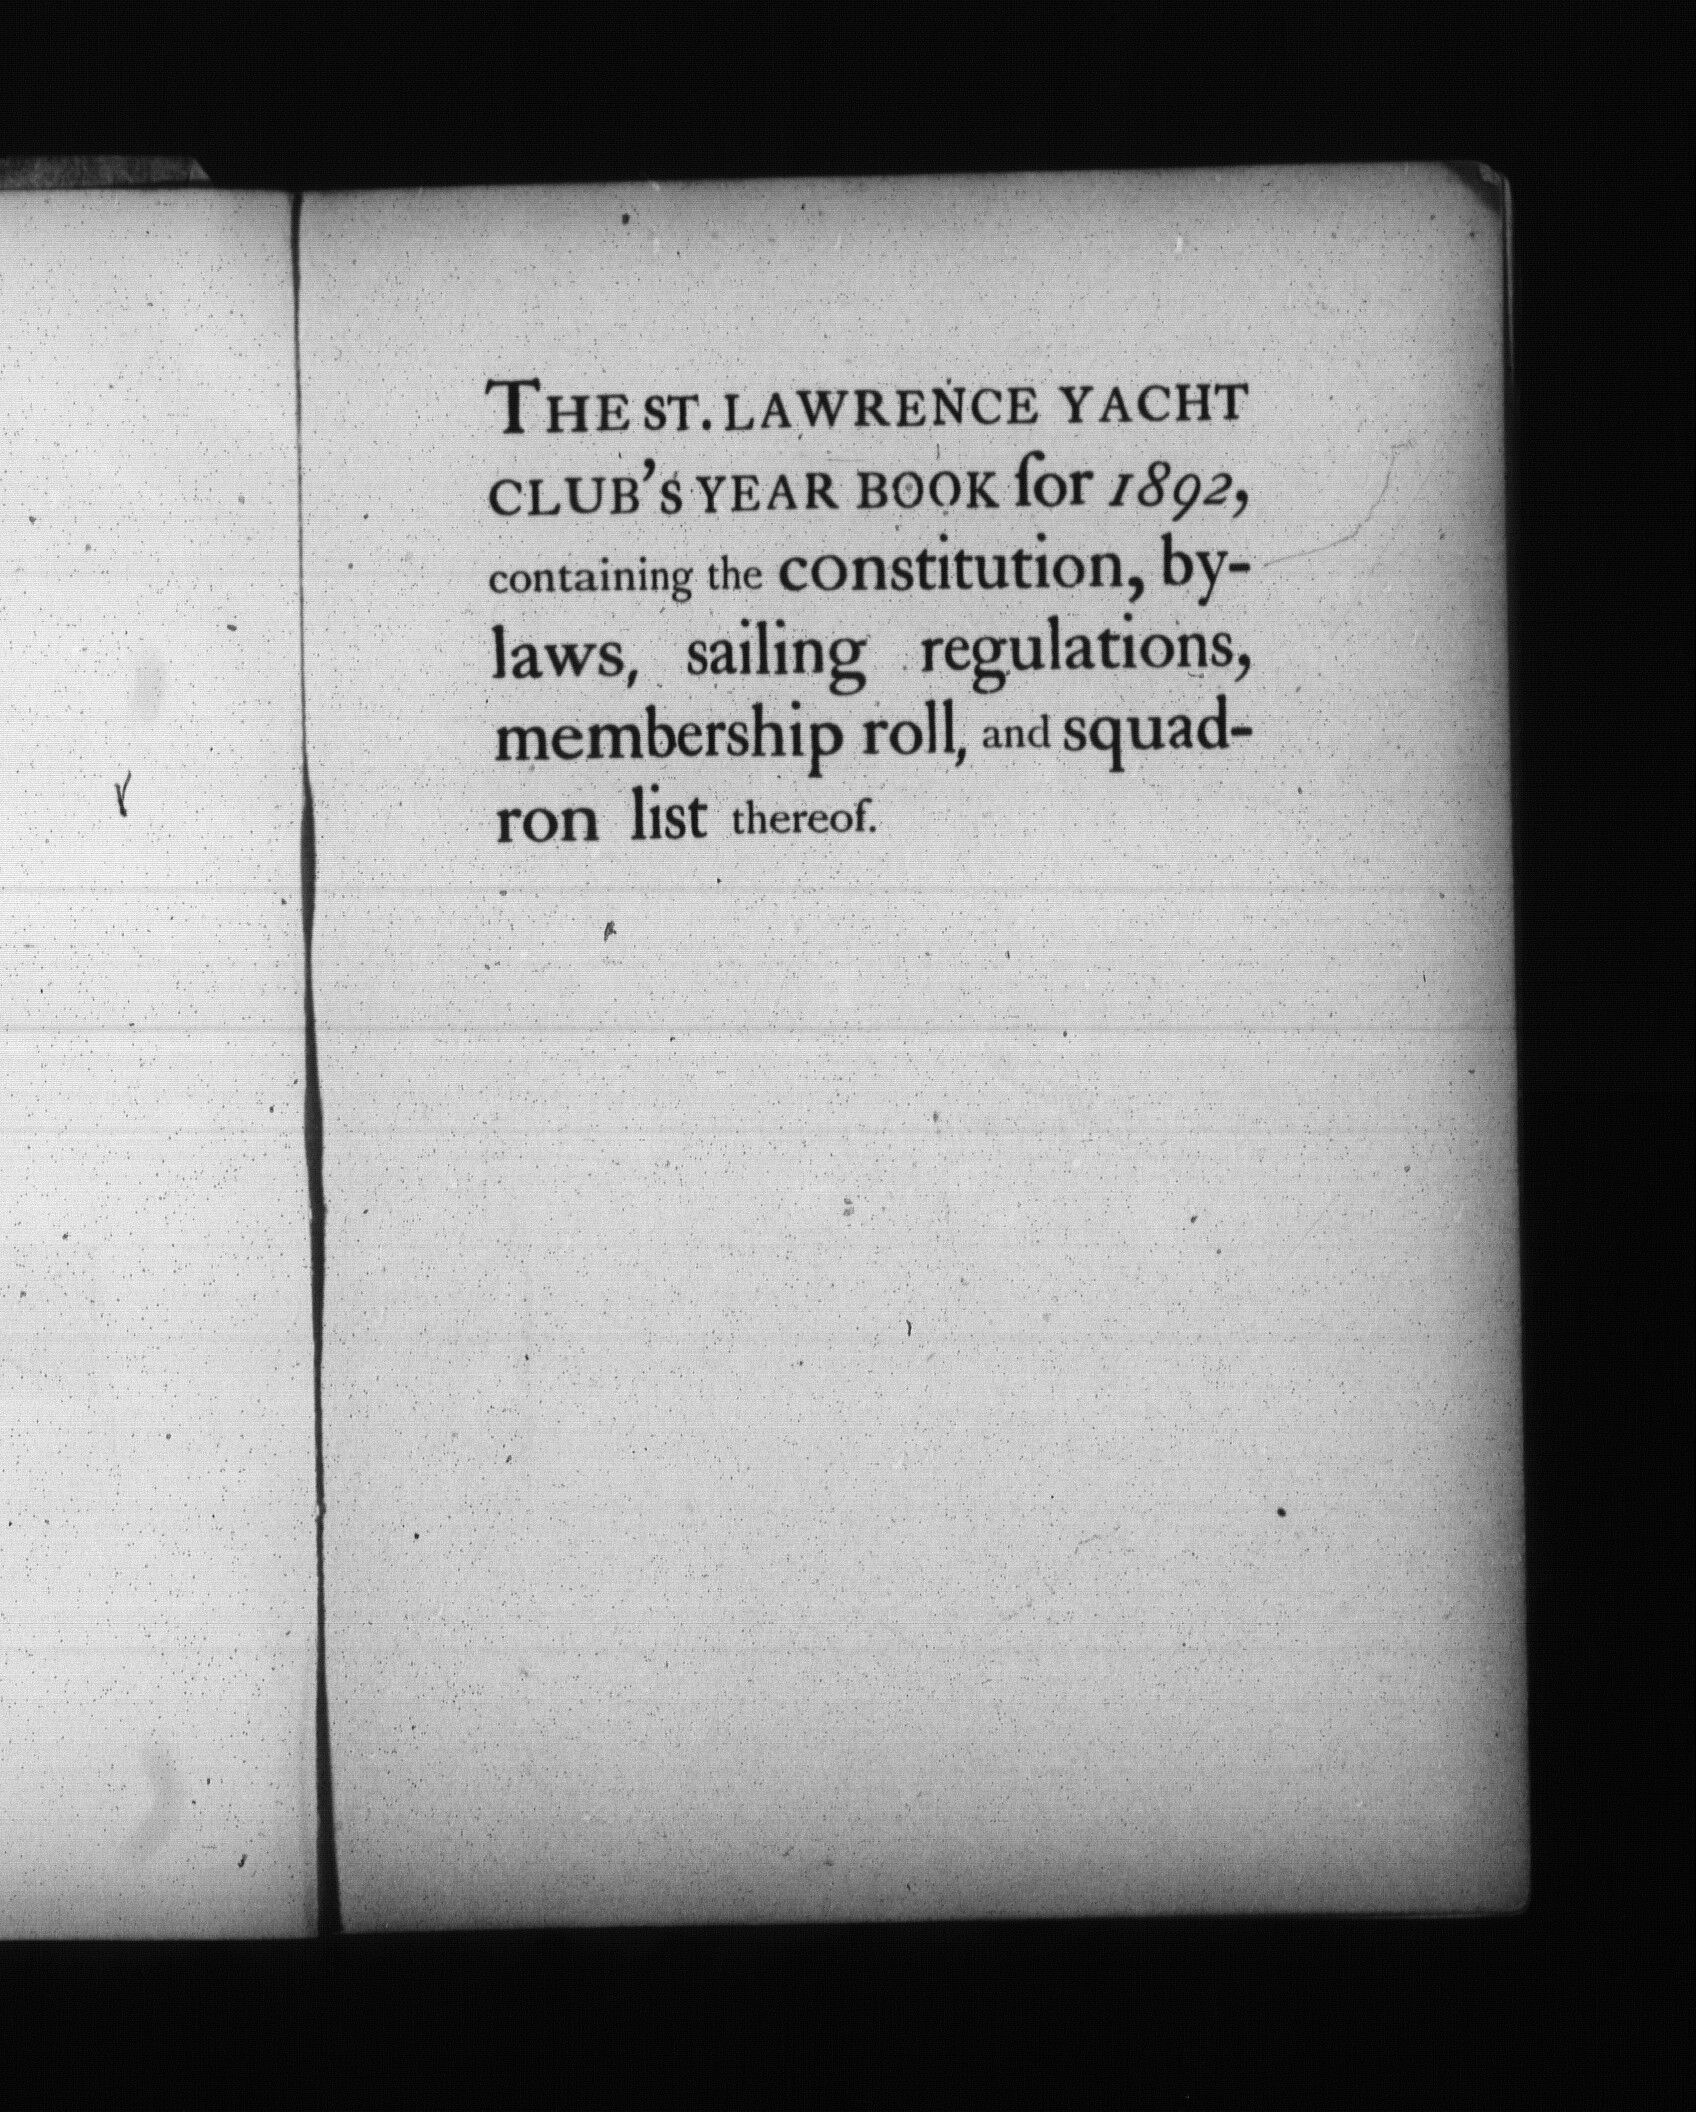 THE ST. LAWRENCE YACHT
CLUB'S YEAR BOOK for 1892,
containing the constitution, by-
laws, sailing regulations,
membership roll, and squad-
ron list thereof.